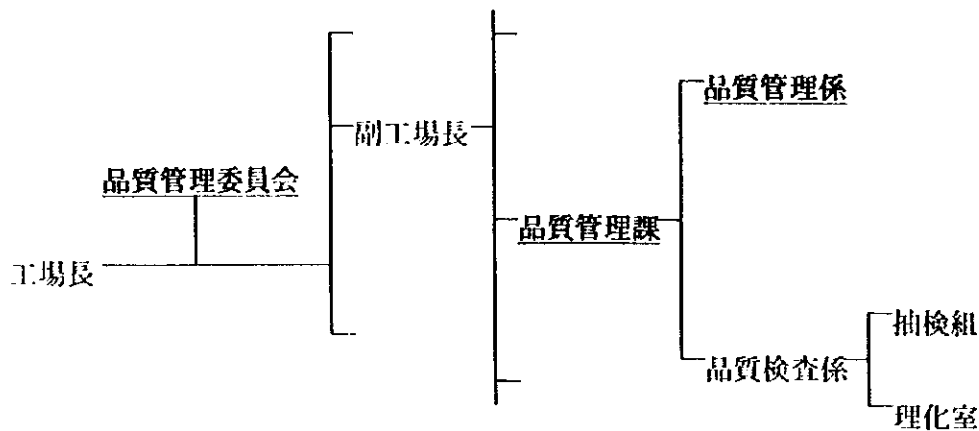 品質管理係
副工場長
品質管理委員会
品質管理課
工場長
抽検組
品質検査係
理化室